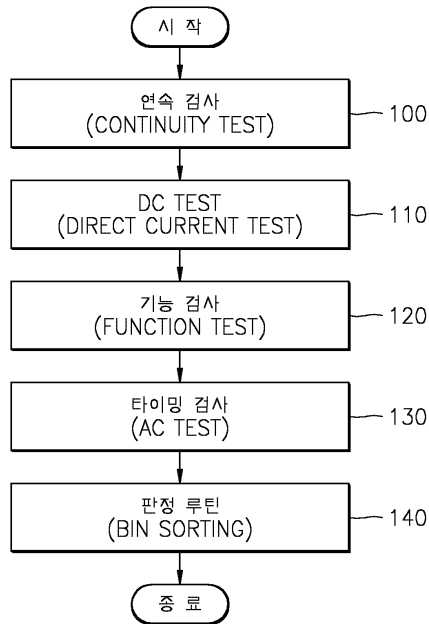 시 작
연속 검사
(CONTINUITY TEST)
100
DC TEST
(DIRECT CURRENT TEST)
110
기능 검사
(FUNCTION TEST)
120
타이밍 검사
(AC TEST)
130
판정 루틴
(BIN SORTING)
140
종 료